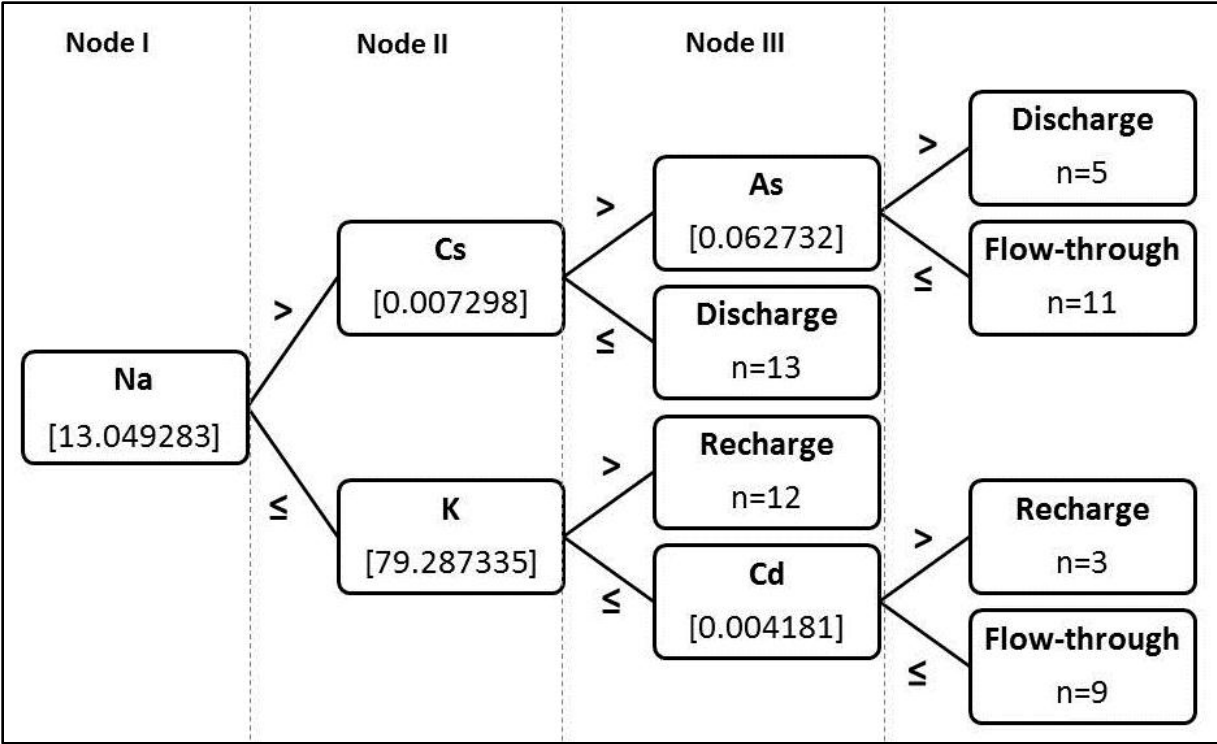 Node I
Node II
Node III
Na
[13.049283]
>
≤
Cs
[0.007298]
>
≤
K
[79.287335]
>
≤
As
[0.062732]
>
≤
Discharge
n=13
Recharge
n=12
Cd
[0.004181]
>
≤
Discharge
n=5
Flow-through
n=11
Recharge
n=3
Flow-through
n=9